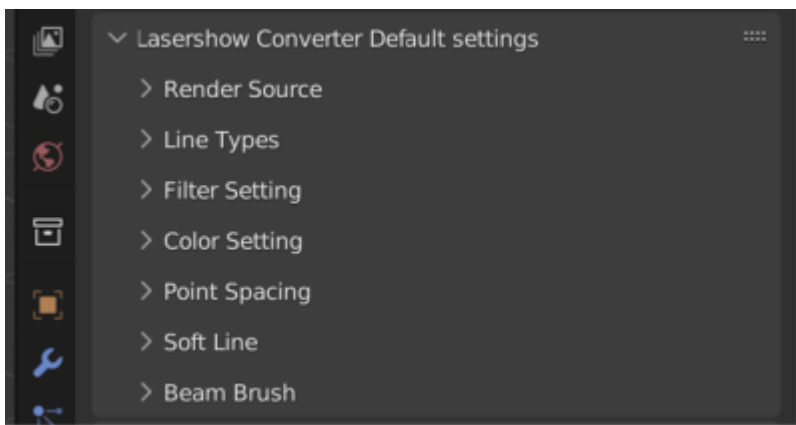 Lasershow Converter Default settings
Render Source
Line Types
Filter Setting
Color Setting
Point Spacing
Soft Line
Beam Brush